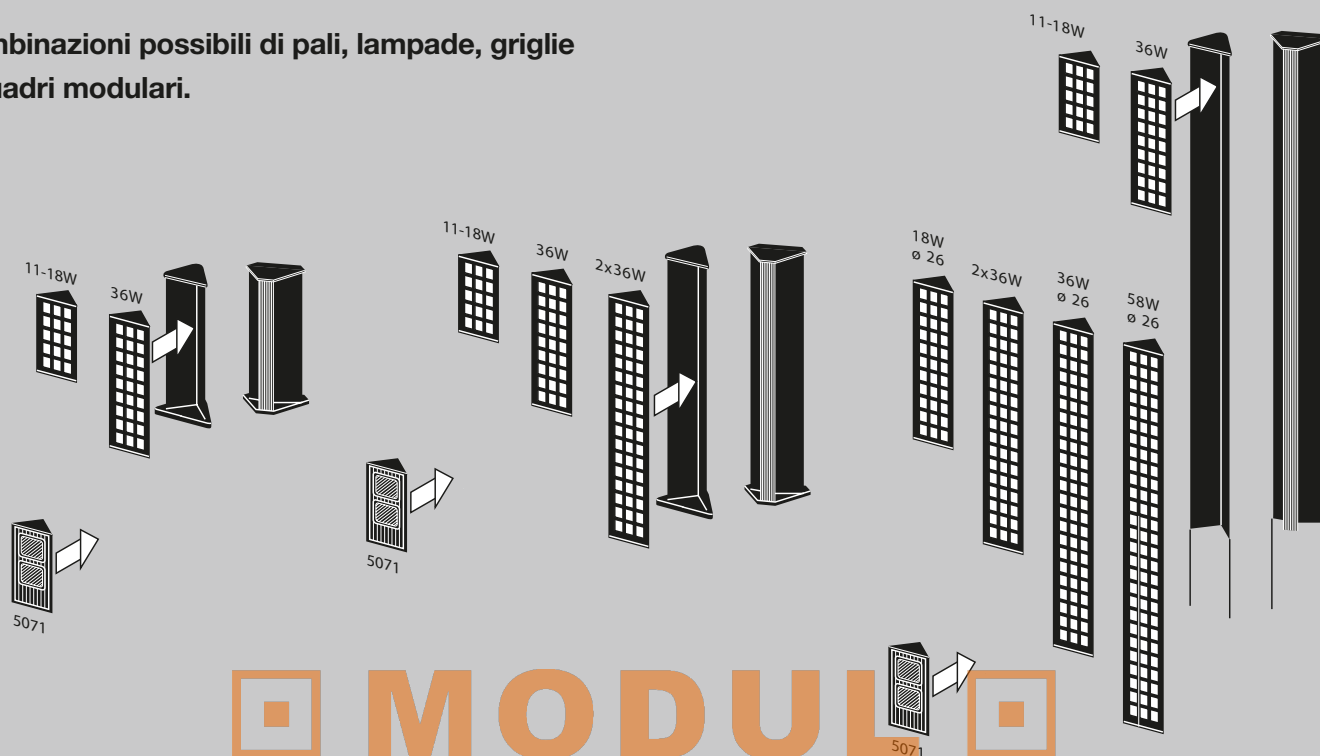 nbinazioni possibili di pali, lampade, griglie
uadri modulari.
11-18W
36W
11-18W
36W
11-18W
36W
2x36W
18W
ø 26
2x36W
36W
ø 26
58W
ø 26
5071
5071
5071
MODUL